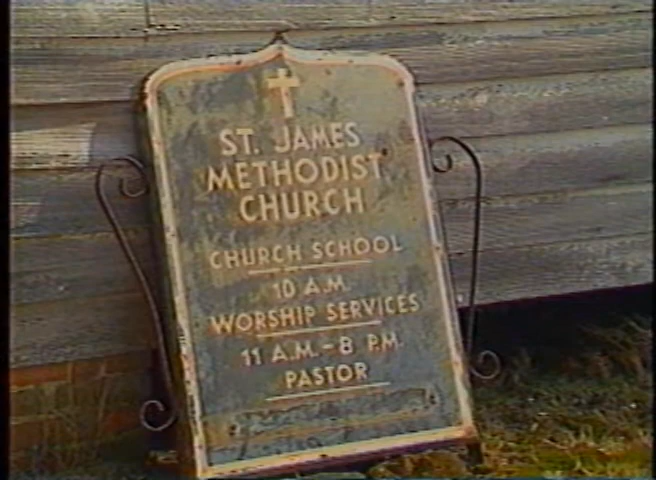 ST. JAMES
METHODIST
CHURCH
CHURCH SCHOOL
10 A.M.
WORSHIP SERVICES
11 A.M. - 8 P.M.
PASTOR